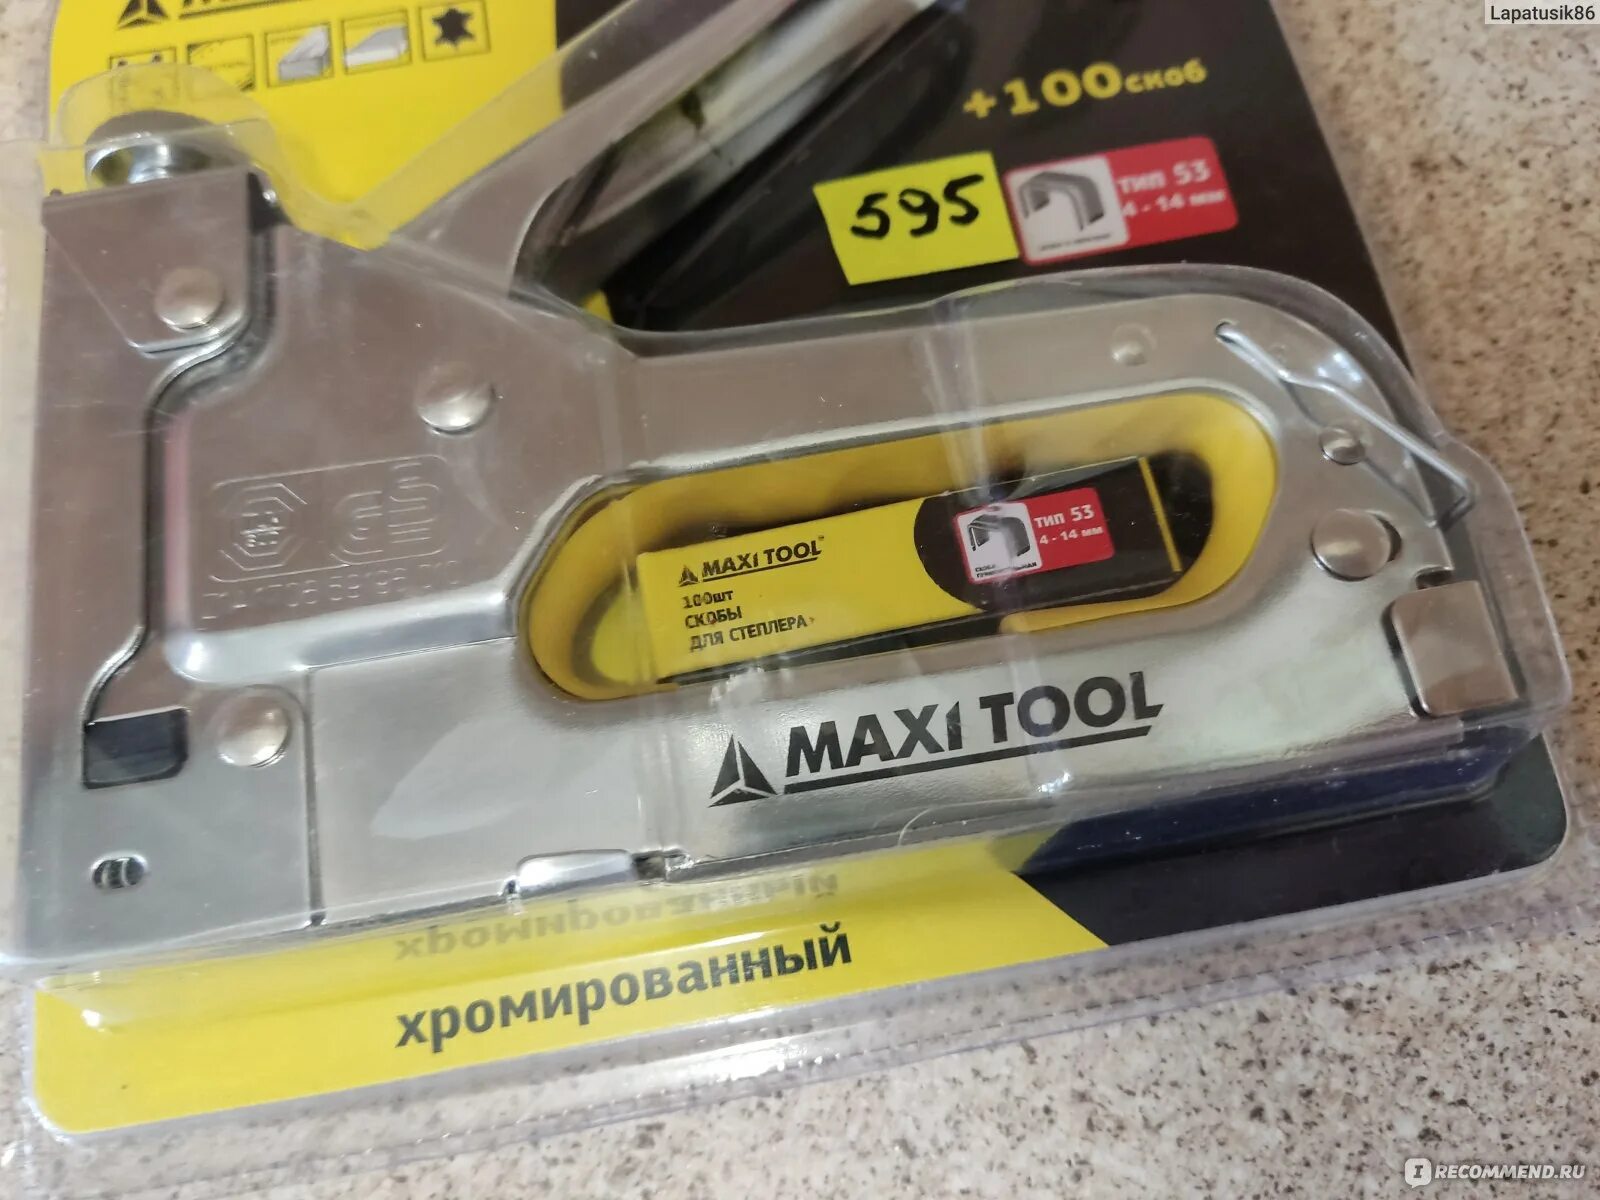 Lapatusik86
+100скоб
595
ТИП 53
4 - 14 мм
MAXI TOOL
100шт
СКОБЫ
ДЛЯ СТЕПЛЕРА
ТИП 53
4 - 14 мм
MAXI TOOL
хромированный
RECOMMEND.RU